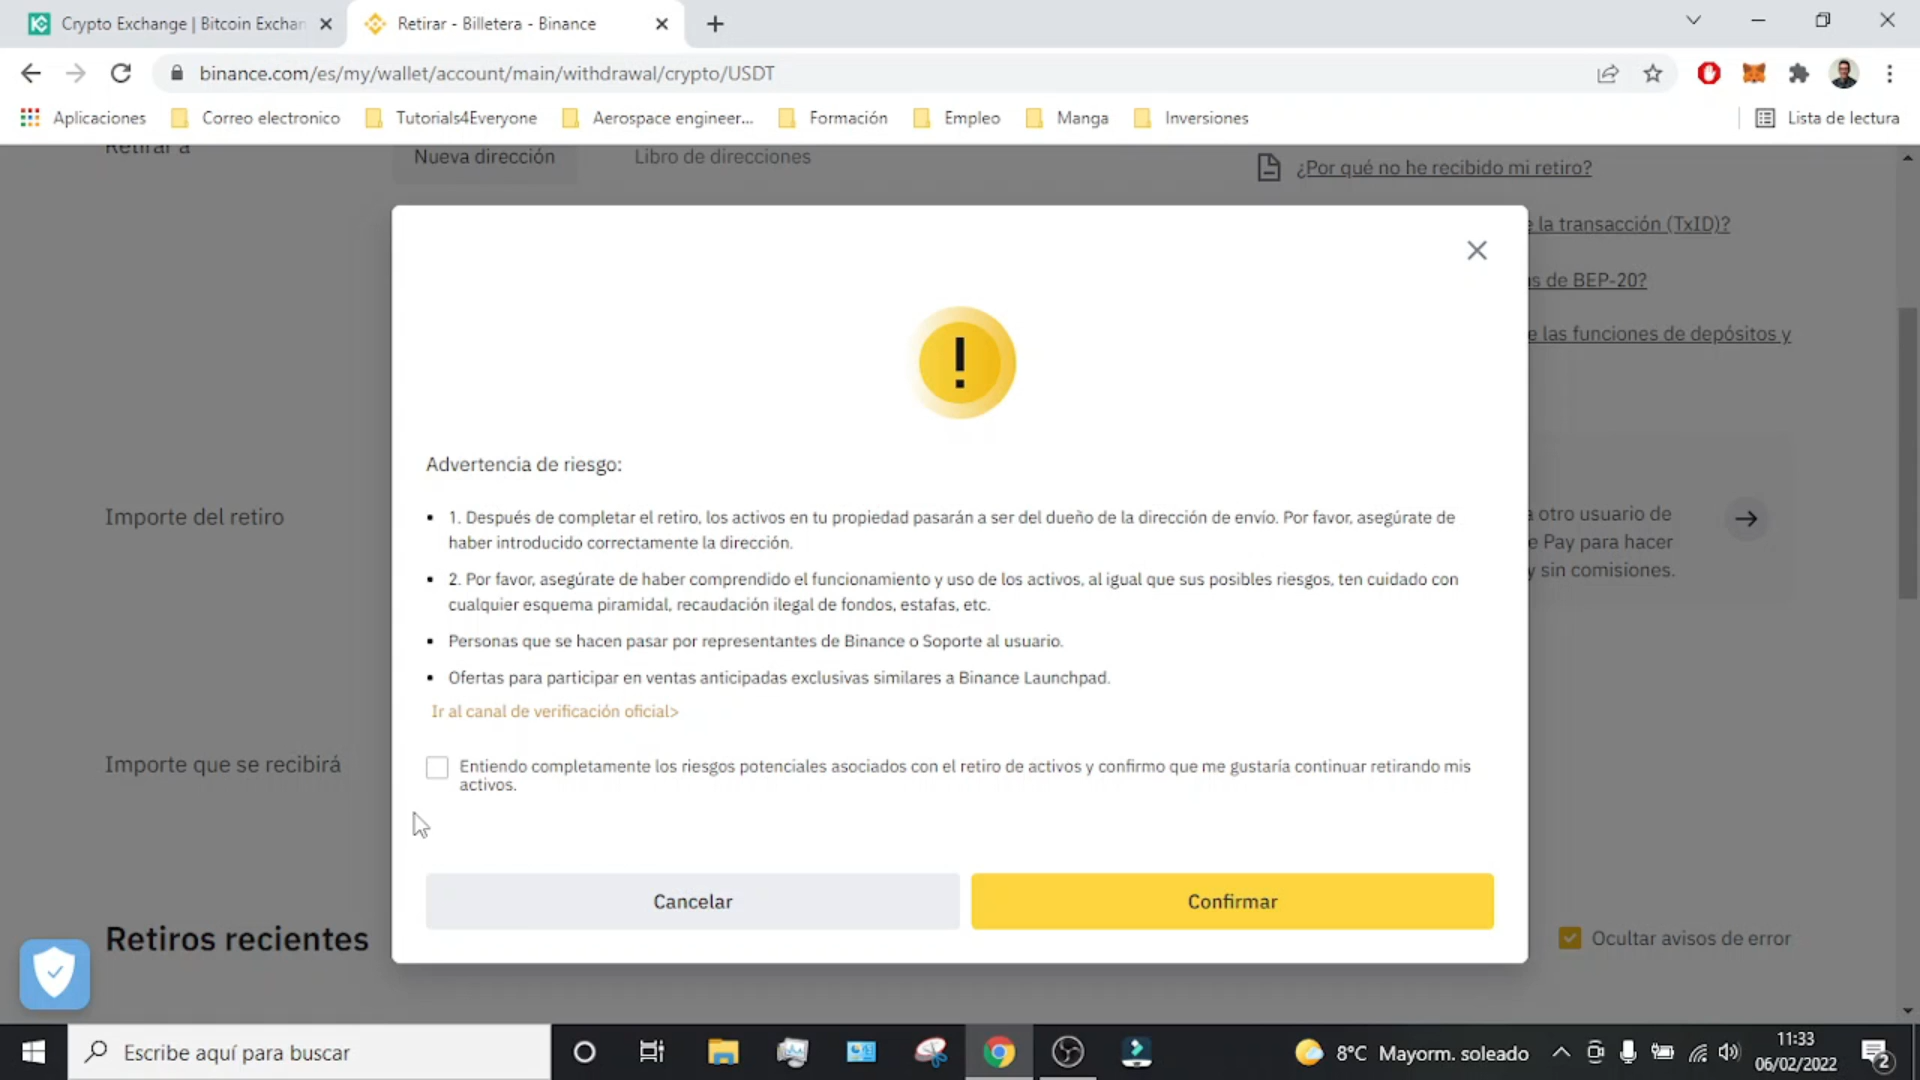 Crypto Exchange | Bitcoin Exchan
Retirar - Billetera - Binance
binance.com/es/my/wallet/account/main/withdrawal/crypto/USDT
Aplicaciones
Correo electronico
Tutorials4Everyone
Aerospace engineer...
Formación
Empleo
Manga
Inversiones
Lista de lectura
Retirar a
Nueva dirección
Libro de direcciones
¿Por qué no he recibido mi retiro?
e la transacción (TxID)?
s de BEP-20?
e las funciones de depósitos y
Advertencia de riesgo:
1. Después de completar el retiro, los activos en tu propiedad pasarán a ser del dueño de la dirección de envío. Por favor, asegúrate de
haber introducido correctamente la dirección.
2. Por favor, asegúrate de haber comprendido el funcionamiento y uso de los activos, al igual que sus posibles riesgos, ten cuidado con
cualquier esquema piramidal, recaudación ilegal de fondos, estafas, etc.
Personas que se hacen pasar por representantes de Binance o Soporte al usuario.
Ofertas para participar en ventas anticipadas exclusivas similares a Binance Launchpad.
Ir al canal de verificación oficial>
Entiendo completamente los riesgos potenciales asociados con el retiro de activos y confirmo que me gustaría continuar retirando mis
activos.
Cancelar
Confirmar
Importe del retiro
a otro usuario de
e Pay para hacer
y sin comisiones.
Importe que se recibirá
Retiros recientes
Ocultar avisos de error
Escribe aquí para buscar
8°C Mayorm. soleado
11:33
06/02/2022
2